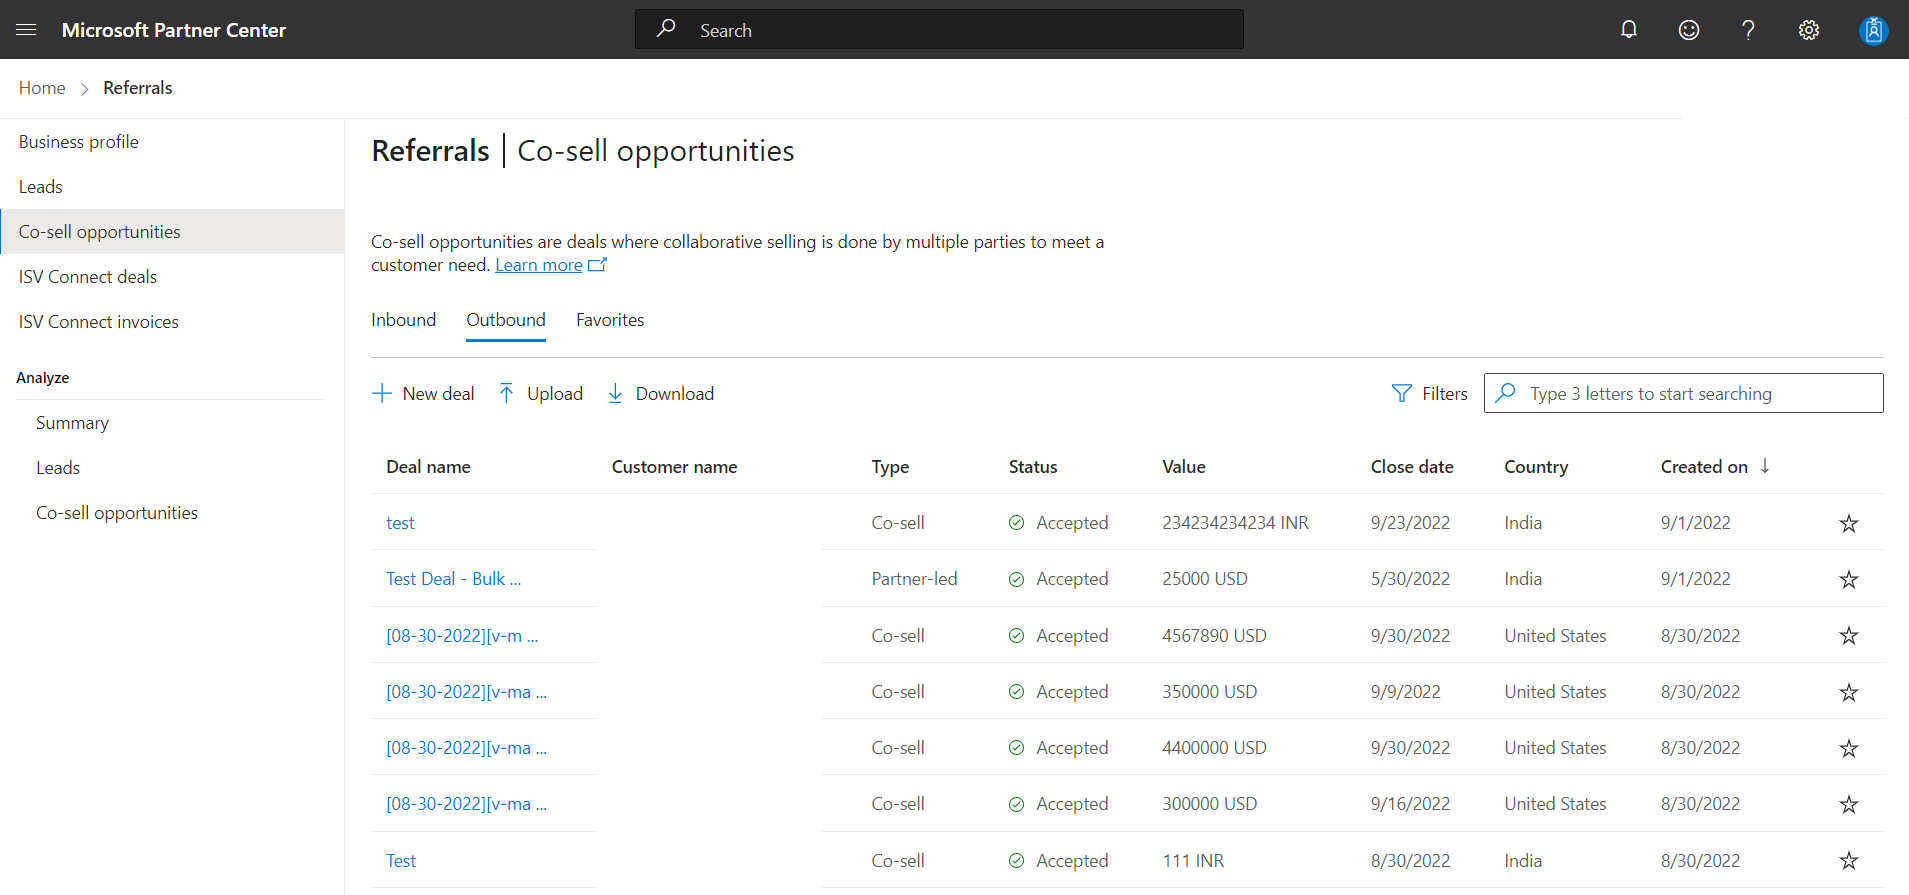 Microsoft Partner Center
Search
Home > Referrals
Business profile
Leads
Co-sell opportunities
ISV Connect deals
ISV Connect invoices
Analyze
Summary
Leads
Co-sell opportunities
Referrals | Co-sell opportunities
Co-sell opportunities are deals where collaborative selling is done by multiple parties to meet a
customer need. Learn more
Inbound Outbound Favorites
New deal Upload Download Filters Type 3 letters to start searching
Deal name Customer name Type Status Value Close date Country Created on ↓
test Co-sell Accepted 234234234234 INR 9/23/2022 India 9/1/2022
Test Deal - Bulk ... Partner-led Accepted 25000 USD 5/30/2022 India 9/1/2022
[08-30-2022][v-m ... Co-sell Accepted 4567890 USD 9/30/2022 United States 8/30/2022
[08-30-2022][v-ma ... Co-sell Accepted 350000 USD 9/9/2022 United States 8/30/2022
[08-30-2022][v-ma ... Co-sell Accepted 4400000 USD 9/30/2022 United States 8/30/2022
[08-30-2022][v-ma ... Co-sell Accepted 300000 USD 9/16/2022 United States 8/30/2022
Test Co-sell Accepted 111 INR 8/30/2022 India 8/30/2022